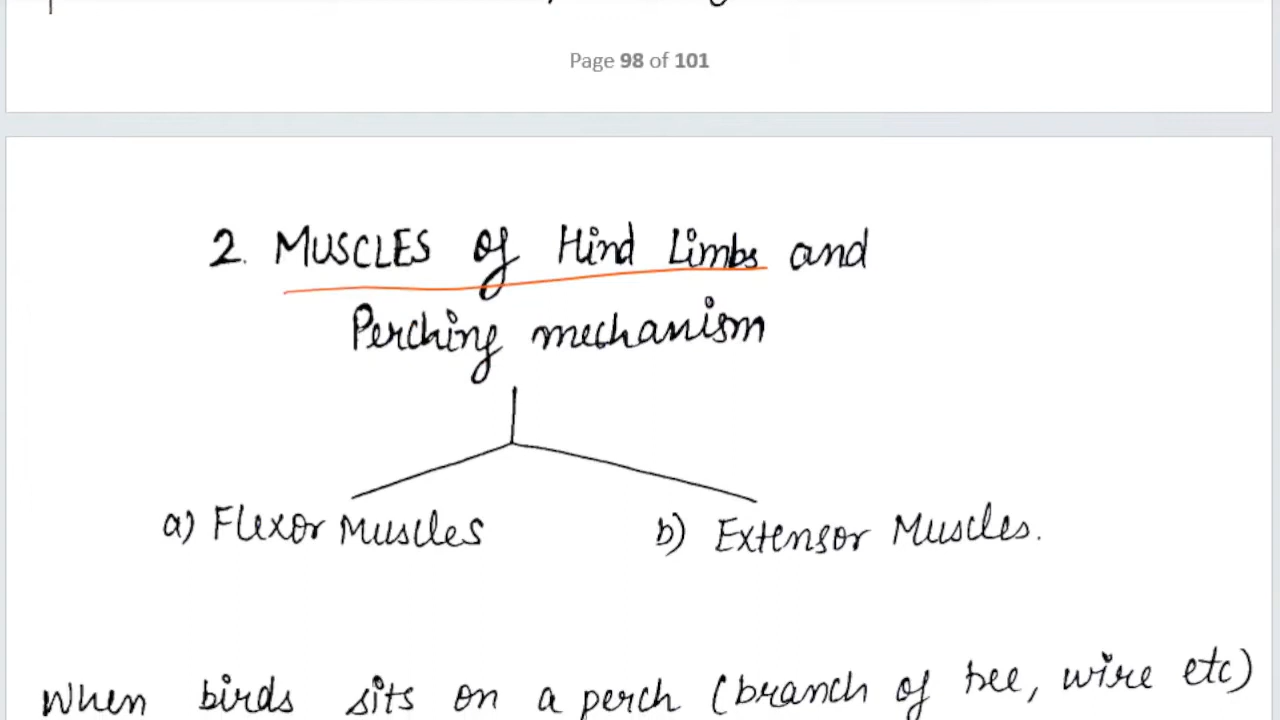 Page 98 of 101
2. MUSCLES of Hind Limbs and
Perching mechanism
a) Flexor Muscles
b) Extensor Muscles.
When birds sits on a perch (branch of tree, wire etc)